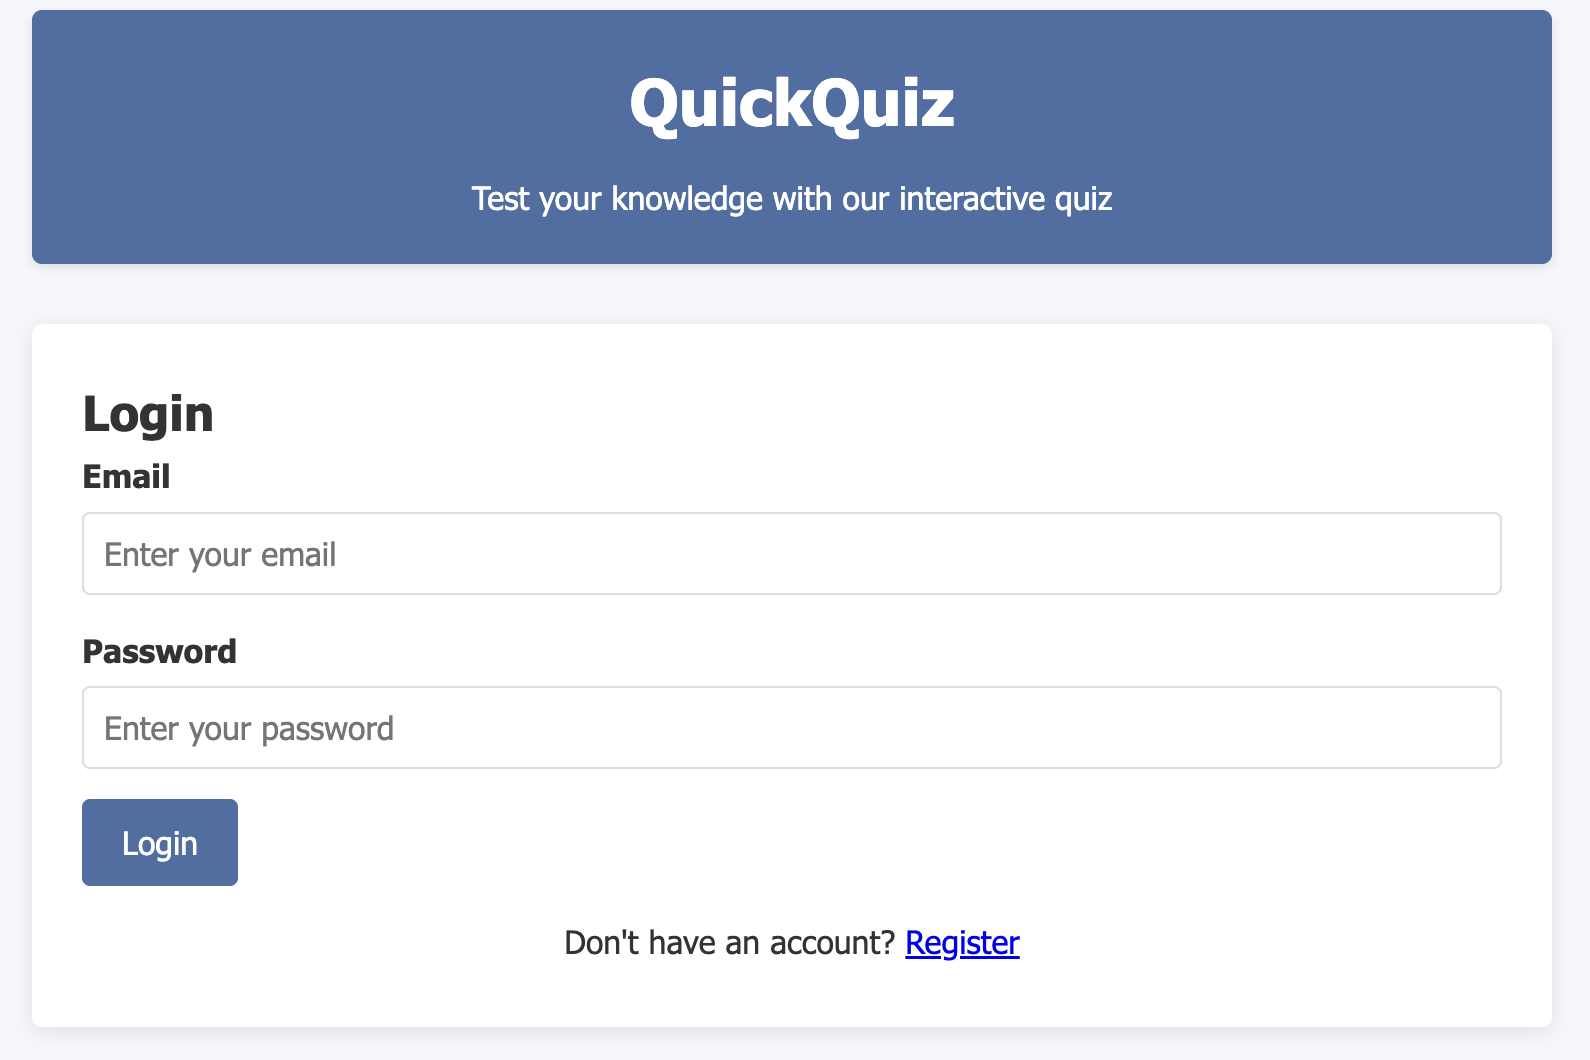 QuickQuiz
Test your knowledge with our interactive quiz
Login
Email
Enter your email
Password
Enter your password
Login
Don't have an account? Register